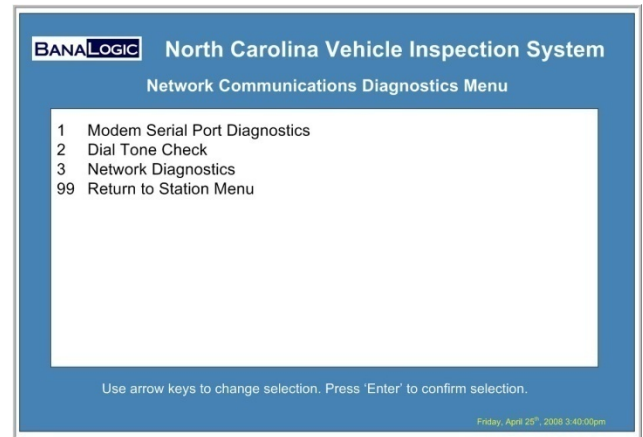 BANALOGIC North Carolina Vehicle Inspection System
Network Communications Diagnostics Menu
1 Modem Serial Port Diagnostics
2 Dial Tone Check
3 Network Diagnostics
99 Return to Station Menu
Use arrow keys to change selection. Press ‘Enter’ to confirm selection.
Friday, April 25th, 2008 3:40:00pm